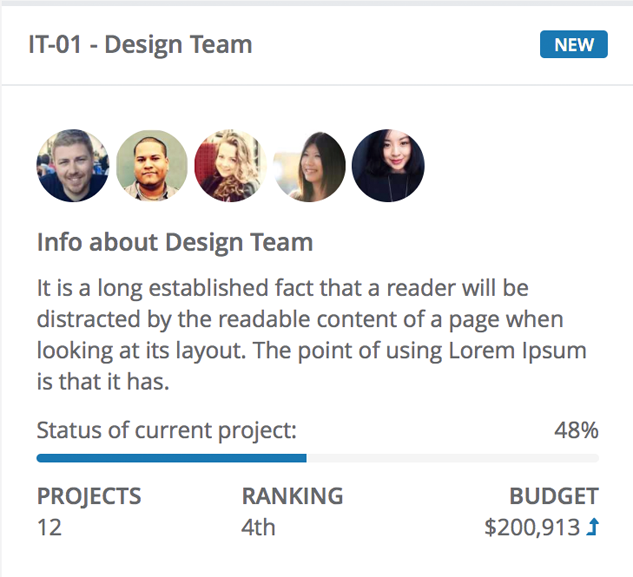 IT-01 - Design Team
NEW
Info about Design Team
It is a long established fact that a reader will be
distracted by the readable content of a page when
looking at its layout. The point of using Lorem Ipsum
is that it has.
Status of current project: 48%
PROJECTS RANKING BUDGET
12 4th $200,913